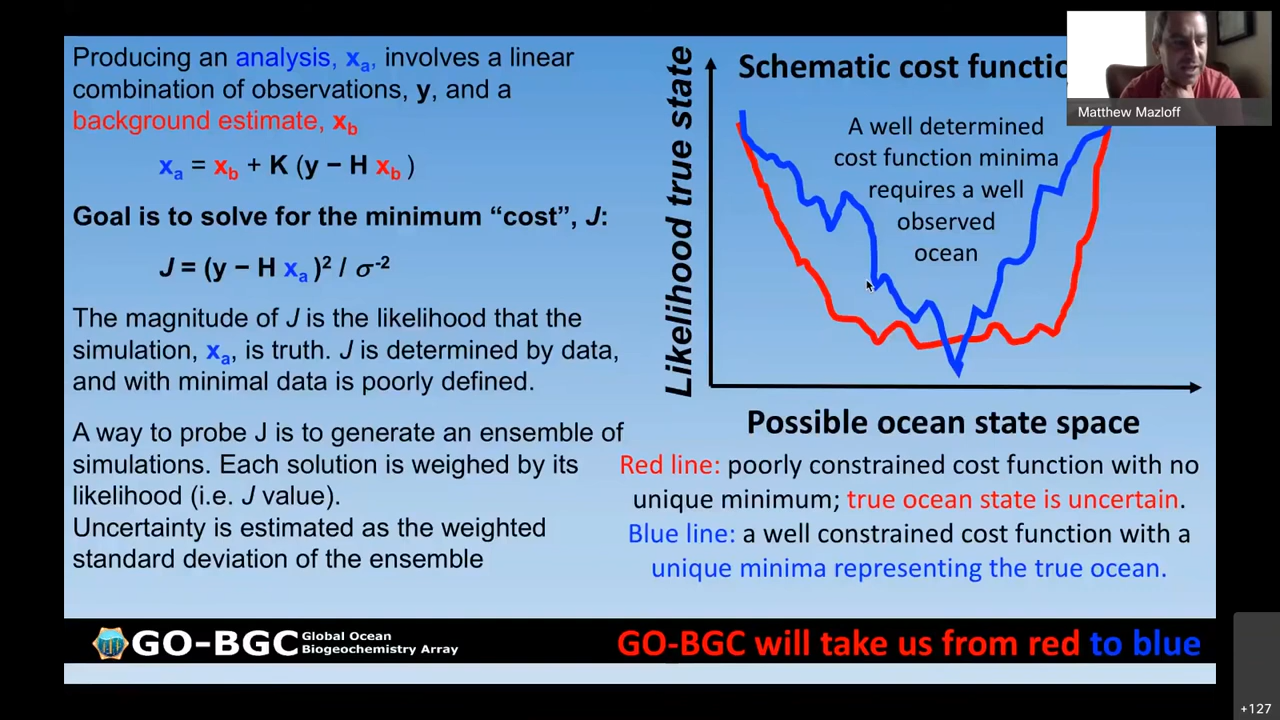 Producing an analysis, xa, involves a linear
combination of observations, y, and a
background estimate, xb
xa = xb + K (y − H xb )
Goal is to solve for the minimum “cost”, J:
J = (y − H xa )2 / σ-2
The magnitude of J is the likelihood that the
simulation, xa, is truth. J is determined by data,
and with minimal data is poorly defined.
A way to probe J is to generate an ensemble of
simulations. Each solution is weighed by its
likelihood (i.e. J value).
Uncertainty is estimated as the weighted
standard deviation of the ensemble
Likelihood true state
Schematic cost functio
A well determined
cost function minima
requires a well
observed
ocean
Possible ocean state space
Red line: poorly constrained cost function with no
unique minimum; true ocean state is uncertain.
Blue line: a well constrained cost function with a
unique minima representing the true ocean.
Matthew Mazloff
GO-BGC Global Ocean
Biogeochemistry Array
GO-BGC will take us from red to blue
+127